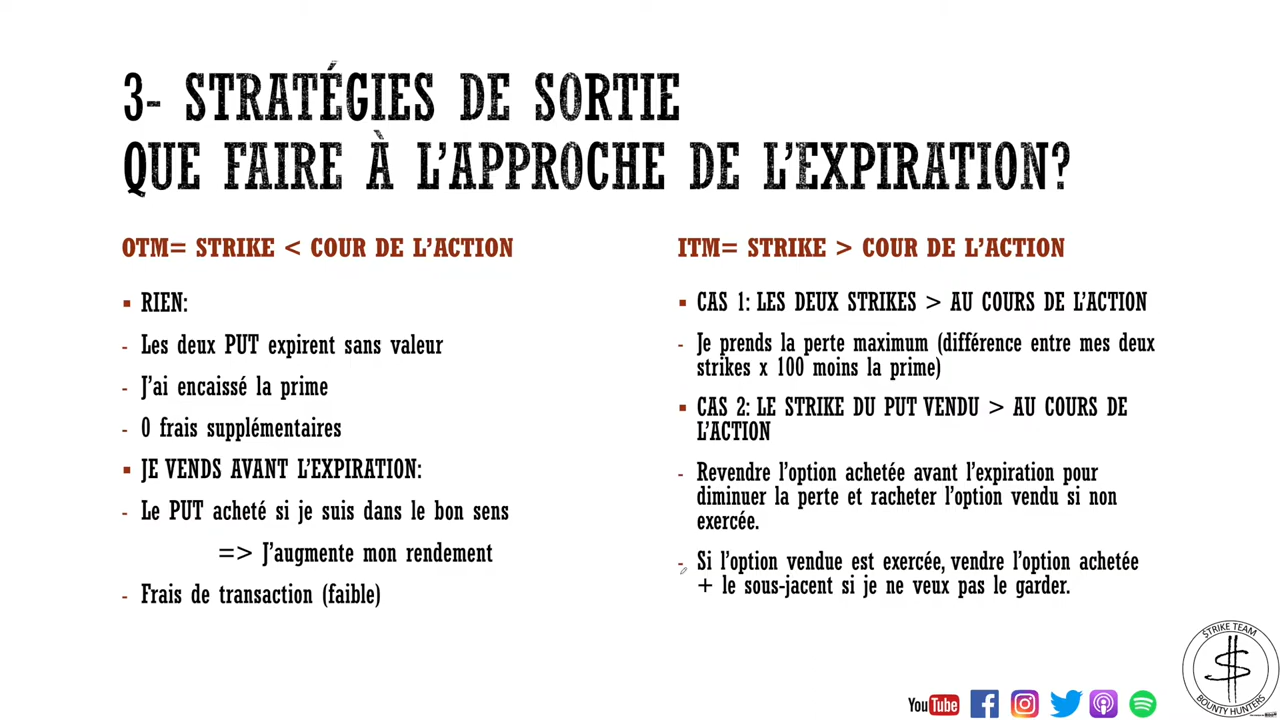 3- STRATÉGIES DE SORTIE
QUE FAIRE À L'APPROCHE DE L'EXPIRATION?
OTM= STRIKE < COUR DE L'ACTION
▪ RIEN:
- Les deux PUT expirent sans valeur
- J'ai encaissé la prime
- 0 frais supplémentaires
▪ JE VENDS AVANT L'EXPIRATION:
- Le PUT acheté si je suis dans le bon sens
=> J'augmente mon rendement
- Frais de transaction (faible)
ITM= STRIKE > COUR DE L'ACTION
▪ CAS 1: LES DEUX STRIKES > AU COURS DE L'ACTION
- Je prends la perte maximum (différence entre mes deux
strikes x 100 moins la prime)
▪ CAS 2: LE STRIKE DU PUT VENDU > AU COURS DE
L'ACTION
- Revendre l'option achetée avant l'expiration pour
diminuer la perte et racheter l'option vendu si non
exercée.
- Si l'option vendue est exercée, vendre l'option achetée
+ le sous-jacent si je ne veux pas le garder.
YouTube
STRIKE TEAM
BOUNTY HUNTERS